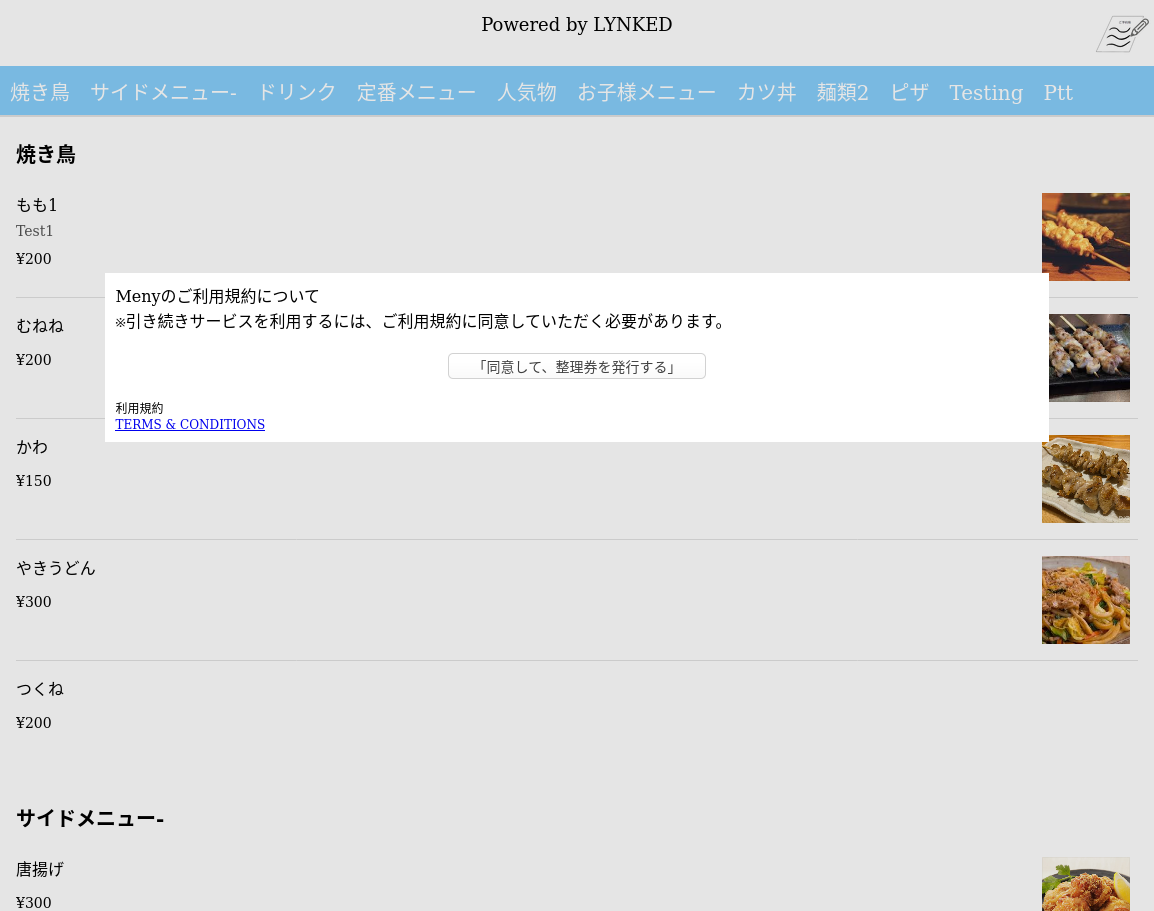 Powered by LYNKED
焼き鳥 サイドメニュー- ドリンク 定番メニュー 人気物 お子様メニュー カツ丼 麺類2 ピザ Testing Ptt
焼き鳥
もも1
Test1
¥200
Menyのご利用規約について
※引き続きサービスを利用するには、ご利用規約に同意していただく必要があります。
「同意して、整理券を発行する」
利用規約
TERMS & CONDITIONS
むねね
¥200
かわ
¥150
やきうどん
¥300
つくね
¥200
サイドメニュー-
唐揚げ
¥300